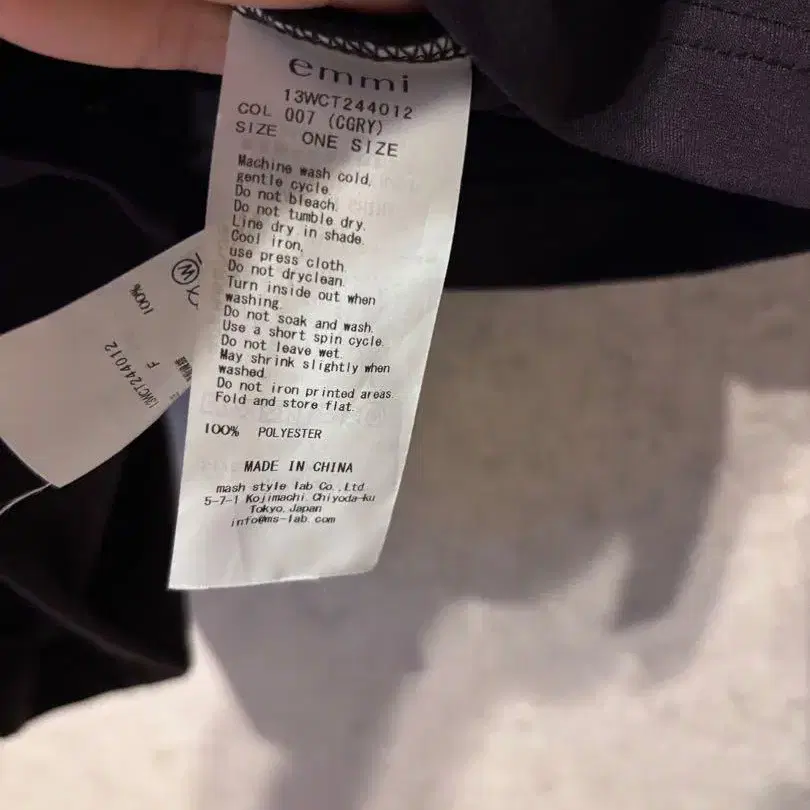 emmi
13WCT244012
COL 007 (CGRY)
SIZE ONE SIZE
Machine wash cold,
gentle cycle.
Do not bleach.
Do not tumble dry.
Line dry in shade.
Cool iron,
use press cloth.
Do not dryclean.
Turn inside out when
washing.
Do not soak and wash.
Use a short spin cycle.
Do not leave wet.
May shrink slightly when
washed.
Do not iron printed areas.
Fold and store flat.
100% POLYESTER
MADE IN CHINA
mash style lab Co.,Ltd.
5-7-1 Kojimachi, Chiyoda-ku
Tokyo, Japan
info@ms-lab.com
W
100%
F
13WCT244012